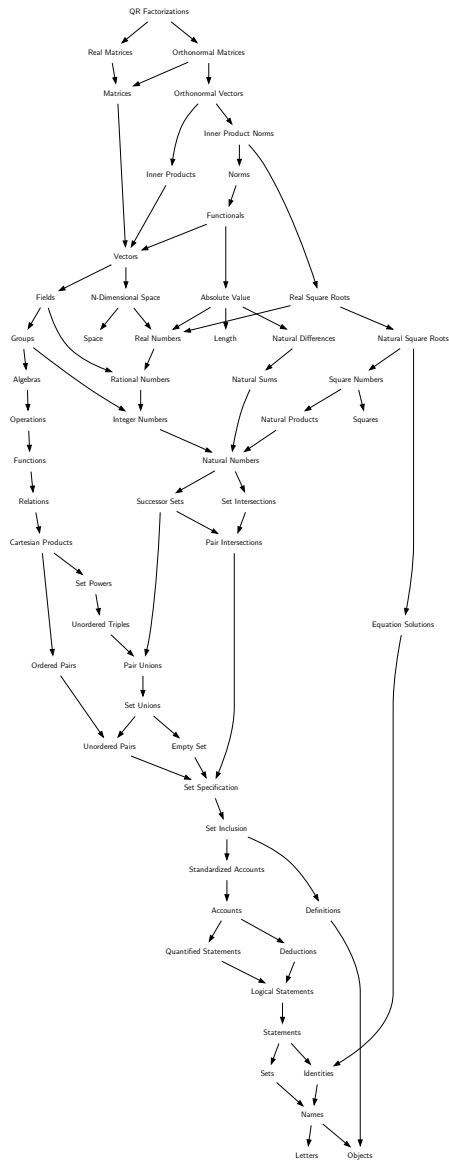 QR Factorizations
Real Matrices
Orthonormal Matrices
Matrices
Orthonormal Vectors
Inner Product Norms
Inner Products
Norms
Functionals
Vectors
Fields
N-Dimensional Space
Absolute Value
Real Square Roots
Groups
Space
Real Numbers
Length
Natural Differences
Natural Square Roots
Algebras
Rational Numbers
Natural Sums
Square Numbers
Operations
Integer Numbers
Natural Products
Squares
Functions
Natural Numbers
Relations
Successor Sets
Set Intersections
Cartesian Products
Pair Intersections
Set Powers
Unordered Triples
Equation Solutions
Ordered Pairs
Pair Unions
Set Unions
Unordered Pairs
Empty Set
Set Specification
Set Inclusion
Standardized Accounts
Accounts
Definitions
Quantified Statements
Deductions
Logical Statements
Statements
Sets
Identities
Names
Letters
Objects